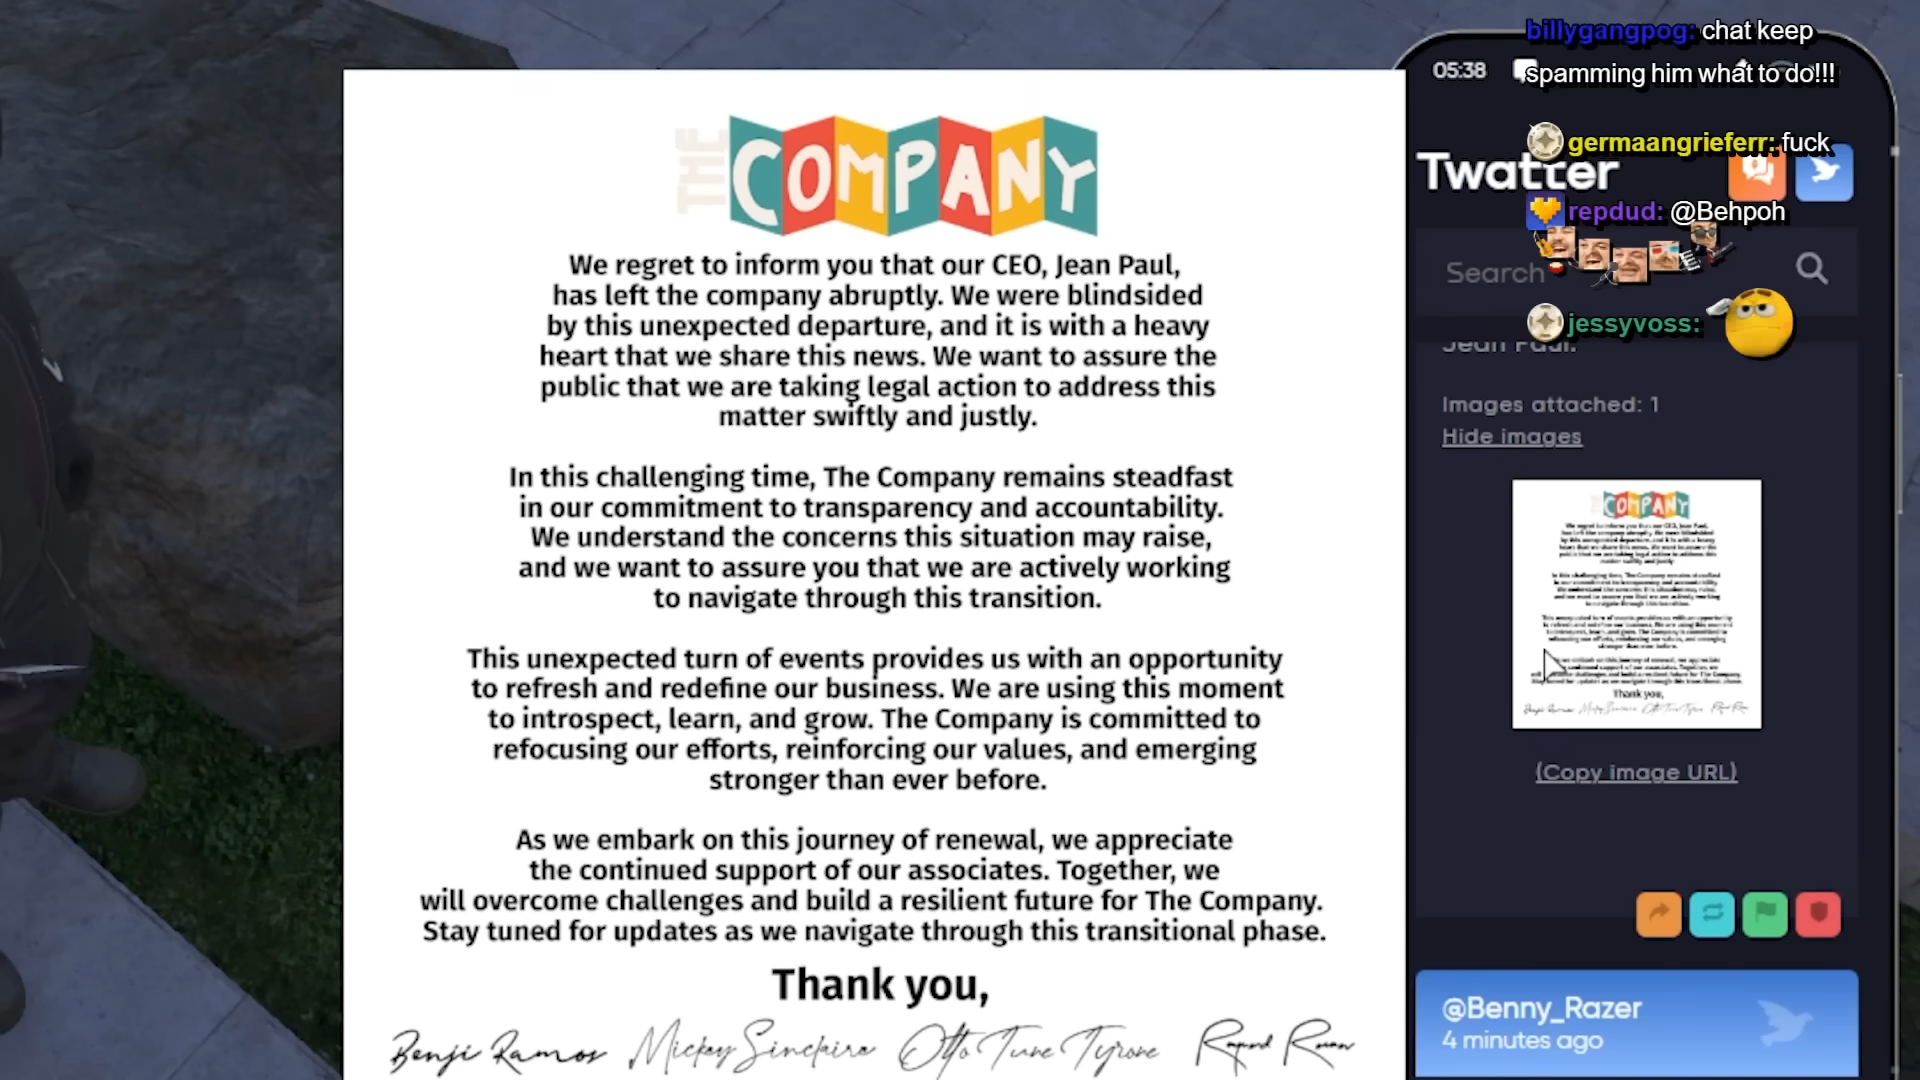 THE COMPANY
We regret to inform you that our CEO, Jean Paul,
has left the company abruptly. We were blindsided
by this unexpected departure, and it is with a heavy
heart that we share this news. We want to assure the
public that we are taking legal action to address this
matter swiftly and justly.
In this challenging time, The Company remains steadfast
in our commitment to transparency and accountability.
We understand the concerns this situation may raise,
and we want to assure you that we are actively working
to navigate through this transition.
This unexpected turn of events provides us with an opportunity
to refresh and redefine our business. We are using this moment
to introspect, learn, and grow. The Company is committed to
refocusing our efforts, reinforcing our values, and emerging
stronger than ever before.
As we embark on this journey of renewal, we appreciate
the continued support of our associates. Together, we
will overcome challenges and build a resilient future for The Company.
Stay tuned for updates as we navigate through this transitional phase.
Thank you,
Benji Ramos Mickey Sinclaire Otto Tune Tyrone
billygangpog: chat keep
spamming him what to do!!!
05:38
germaangrieferr: fuck
Twatter
repdud: @Behpoh
Search
jessyvoss:
Jean Paul.
Images attached: 1
Hide images
COMPANY
Thank you,
(Copy image URL)
@Benny_Razer
4 minutes ago